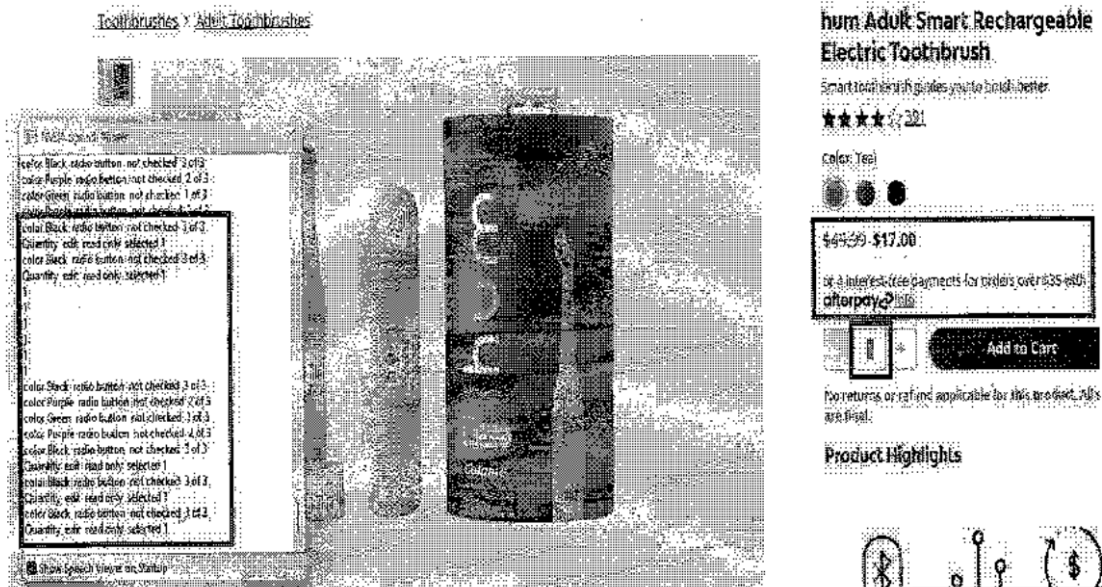 Toothbrushes > Adult Toothbrushes
NVDA Speech Viewer
color Black radio button not checked 3 of 3
color Purple radio button not checked 2 of 3
color Green radio button not checked 1 of 3
color Black radio button not checked 3 of 3
Quantity edit read only selected 1
color Black radio button not checked 3 of 3
Quantity edit read only selected 1
1
1
1
1
1
1
color Black radio button not checked 3 of 3
color Purple radio button not checked 2 of 3
color Green radio button not checked 1 of 3
color Purple radio button not checked 2 of 3
color Black radio button not checked 3 of 3
Quantity edit read only selected 1
color Black radio button not checked 3 of 3
Quantity edit read only selected 1
color Black radio button not checked 3 of 3
Quantity edit read only selected 1
Show Speech Viewer on Startup
hum
Colgate
hum Adult Smart Rechargeable
Electric Toothbrush
Smart toothbrush guides you to brush better.
381
Color: Teal
$49.99 $17.00
or 4 interest-free payments for orders over $35 with
afterpay Info
1 + Add to Cart
No returns or refund applicable for this product. All s
are final.
Product Highlights
$